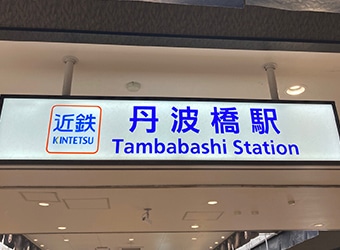 近鉄
KINTETSU
丹波橋駅
Tambabashi Station